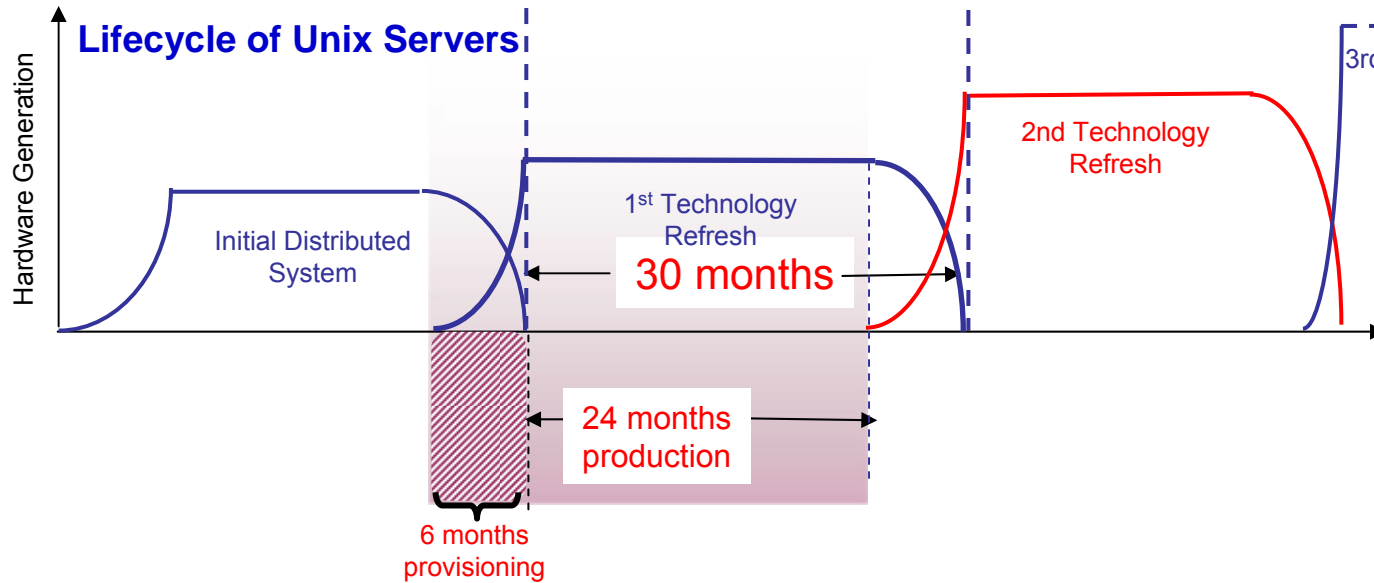 Lifecycle of Unix Servers
Hardware Generation
Initial Distributed
System
1st Technology
Refresh
30 months
2nd Technology
Refresh
3rd
24 months
production
6 months
provisioning